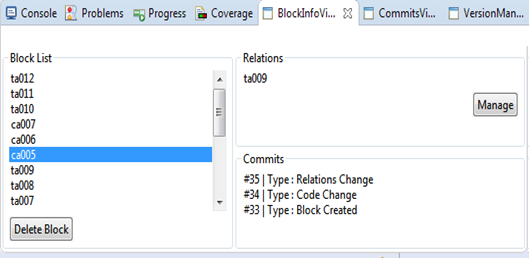 Console Problems Progress Coverage BlockInfoVi... CommitsVi... VersionMan...
Block List
ta012
ta011
ta010
ca007
ca006
ca005
ta009
ta008
ta007
Delete Block
Relations
ta009
Manage
Commits
#35 | Type : Relations Change
#34 | Type : Code Change
#33 | Type : Block Created